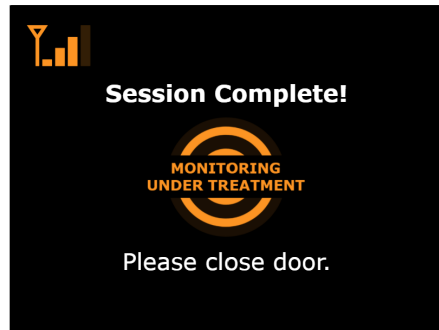 Session Complete!
MONITORING
UNDER TREATMENT
Please close door.